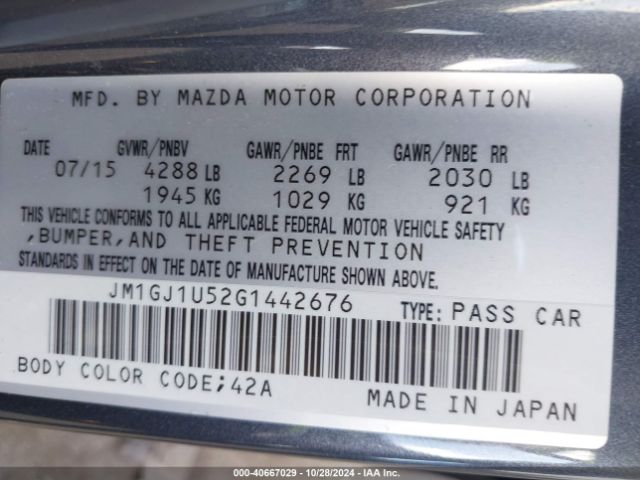 MFD. BY MAZDA MOTOR CORPORATION
DATE GVWR/PNBV GAWR/PNBE FRT GAWR/PNBE RR
07/15 4288 LB 2269 LB 2030 LB
1945 KG 1029 KG 921 KG
THIS VEHICLE CONFORMS TO ALL APPLICABLE FEDERAL MOTOR VEHICLE SAFETY
,BUMPER,AND THEFT PREVENTION
STANDARDS IN EFFECT ON THE DATE OF MANUFACTURE SHOWN ABOVE.
JM1GJ1U52G1442676 TYPE: PASS CAR
BODY COLOR CODE;42A MADE IN JAPAN
000-40667029 - 10/28/2024 - IAA Inc.